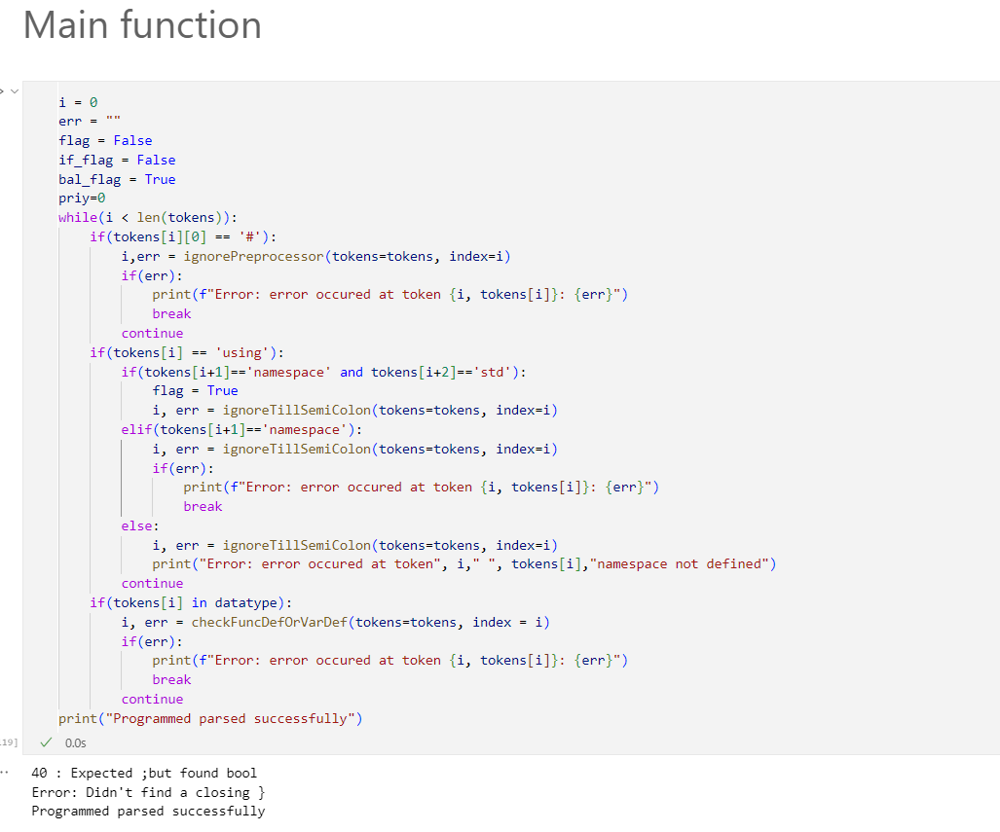 Main function
i = 0
err = ""
flag = False
if_flag = False
bal_flag = True
priy=0
while(i < len(tokens)):
    if(tokens[i][0] == '#'):
        i,err = ignorePreprocessor(tokens=tokens, index=i)
        if(err):
            print(f"Error: error occured at token {i, tokens[i]}: {err}")
            break
        continue
    if(tokens[i] == 'using'):
        if(tokens[i+1]=='namespace' and tokens[i+2]=='std'):
            flag = True
            i, err = ignoreTillSemiColon(tokens=tokens, index=i)
        elif(tokens[i+1]=='namespace'):
            i, err = ignoreTillSemiColon(tokens=tokens, index=i)
            if(err):
                print(f"Error: error occured at token {i, tokens[i]}: {err}")
                break
        else:
            i, err = ignoreTillSemiColon(tokens=tokens, index=i)
            print("Error: error occured at token", i," ", tokens[i],"namespace not defined")
        continue
    if(tokens[i] in datatype):
        i, err = checkFuncDefOrVarDef(tokens=tokens, index = i)
        if(err):
            print(f"Error: error occured at token {i, tokens[i]}: {err}")
            break
        continue
print("Programmed parsed successfully")
19] ✓ 0.0s
40 : Expected ;but found bool
Error: Didn't find a closing }
Programmed parsed successfully